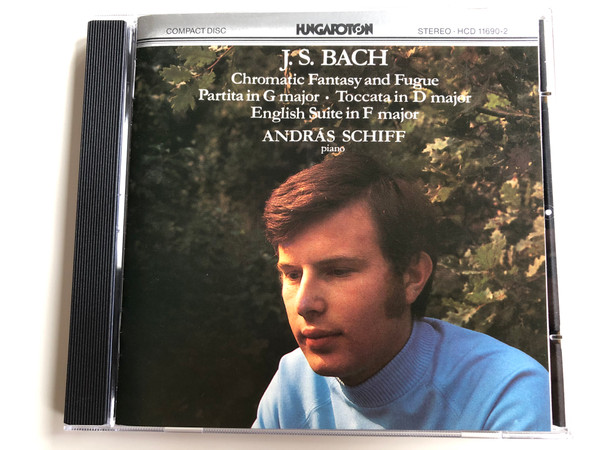 COMPACT DISC HUNGAROTON STEREO · HCD 11690-2
J. S. BACH
Chromatic Fantasy and Fugue
Partita in G major · Toccata in D major
English Suite in F major
ANDRÁS SCHIFF
piano